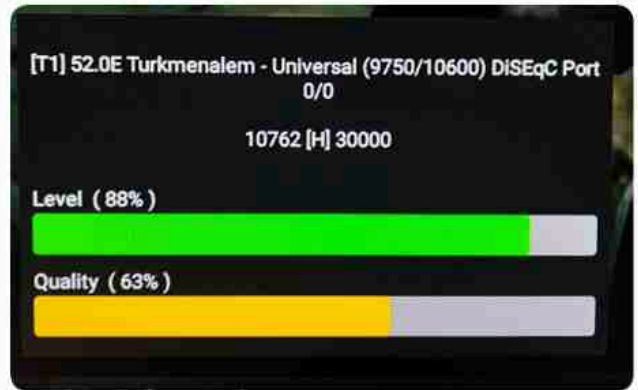 [T1] 52.0E Turkmenalem - Universal (9750/10600) DiSEqC Port
0/0
10762 [H] 30000
Level ( 88% )
Quality ( 63% )